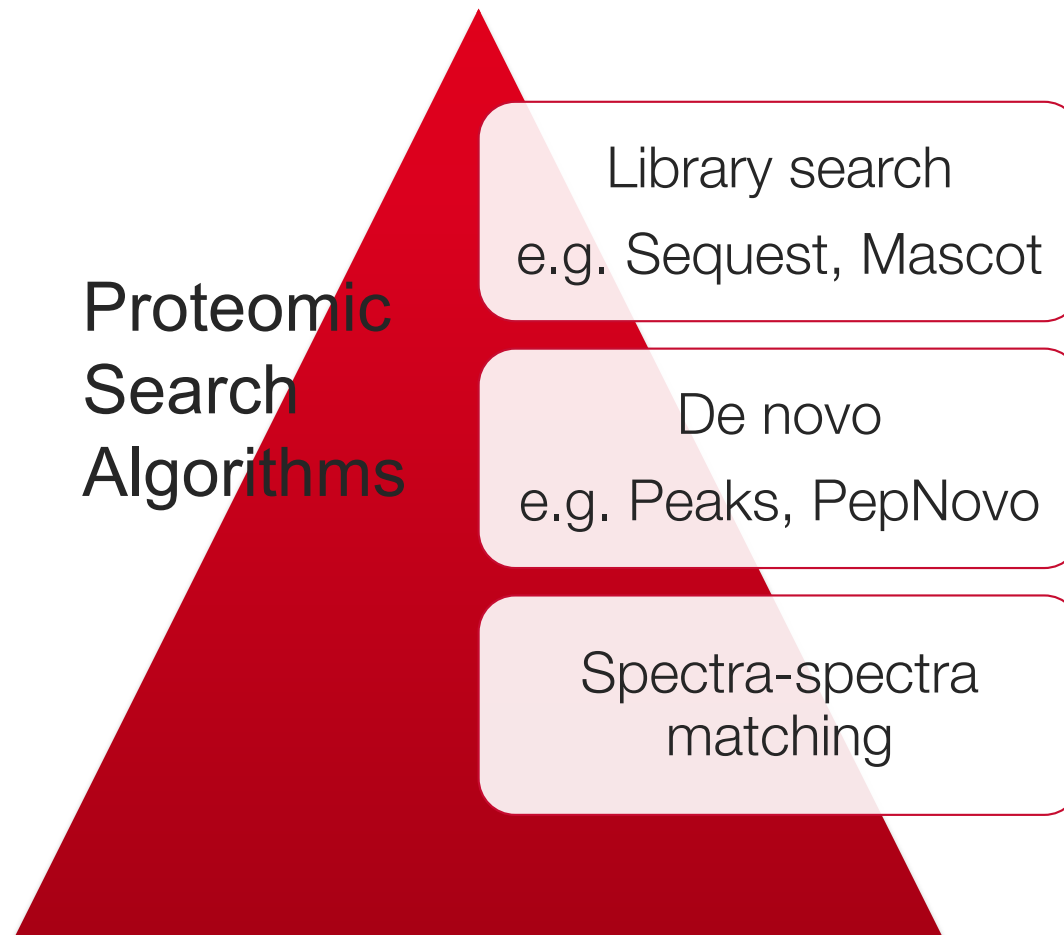 Proteomic
Search
Algorithms
Library search
e.g. Sequest, Mascot
De novo
e.g. Peaks, PepNovo
Spectra-spectra
matching